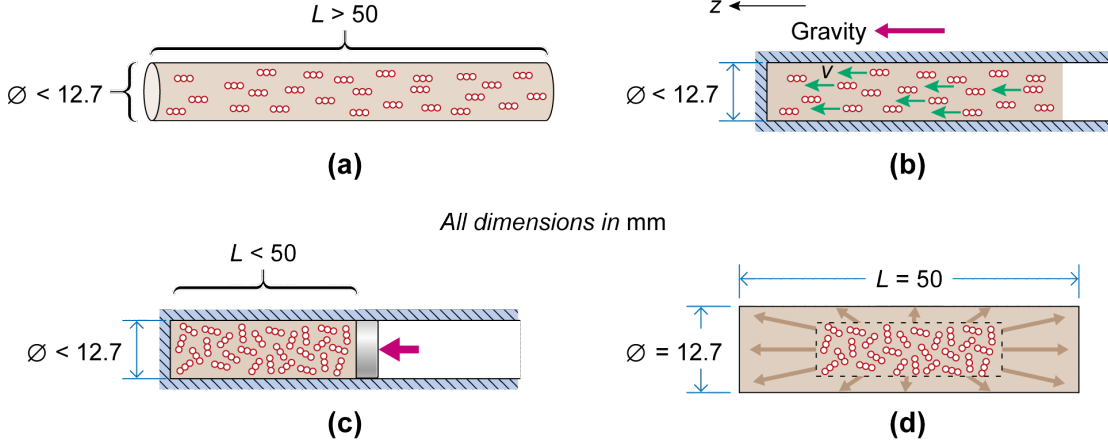 L > 50
Ø < 12.7
(a)
z
Gravity
v
Ø < 12.7
(b)
All dimensions in mm
L < 50
Ø < 12.7
(c)
L = 50
Ø = 12.7
(d)